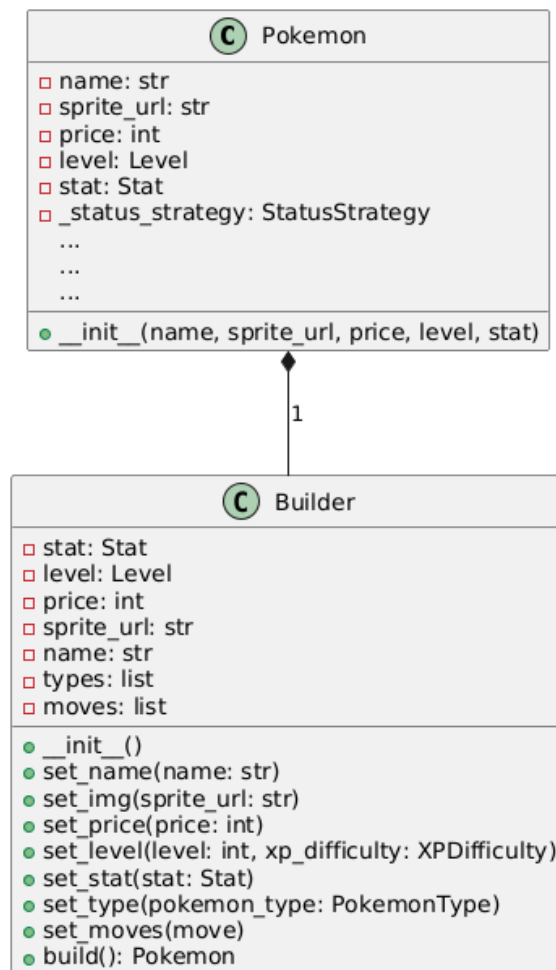 C Pokemon
name: str
sprite_url: str
price: int
level: Level
stat: Stat
_status_strategy: StatusStrategy
...
...
...
__init__(name, sprite_url, price, level, stat)
1
C Builder
stat: Stat
level: Level
price: int
sprite_url: str
name: str
types: list
moves: list
__init__()
set_name(name: str)
set_img(sprite_url: str)
set_price(price: int)
set_level(level: int, xp_difficulty: XPDifficulty)
set_stat(stat: Stat)
set_type(pokemon_type: PokemonType)
set_moves(move)
build(): Pokemon